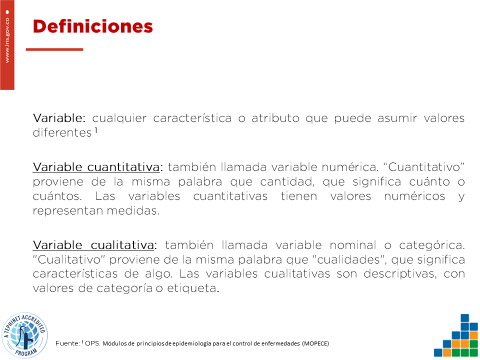 www.ins.gov.co
Definiciones
Variable: cualquier característica o atributo que puede asumir valores
diferentes ¹
Variable cuantitativa: también llamada variable numérica. “Cuantitativo”
proviene de la misma palabra que cantidad, que significa cuánto o
cuántos. Las variables cuantitativas tienen valores numéricos y
representan medidas.
Variable cualitativa: también llamada variable nominal o categórica.
"Cualitativo" proviene de la misma palabra que "cualidades", que significa
características de algo. Las variables cualitativas son descriptivas, con
valores de categoría o etiqueta.
A TEPHINET ACCREDITED
PROGRAM
Fuente: ¹ OPS. Módulos de principios de epidemiología para el control de enfermedades (MOPECE)